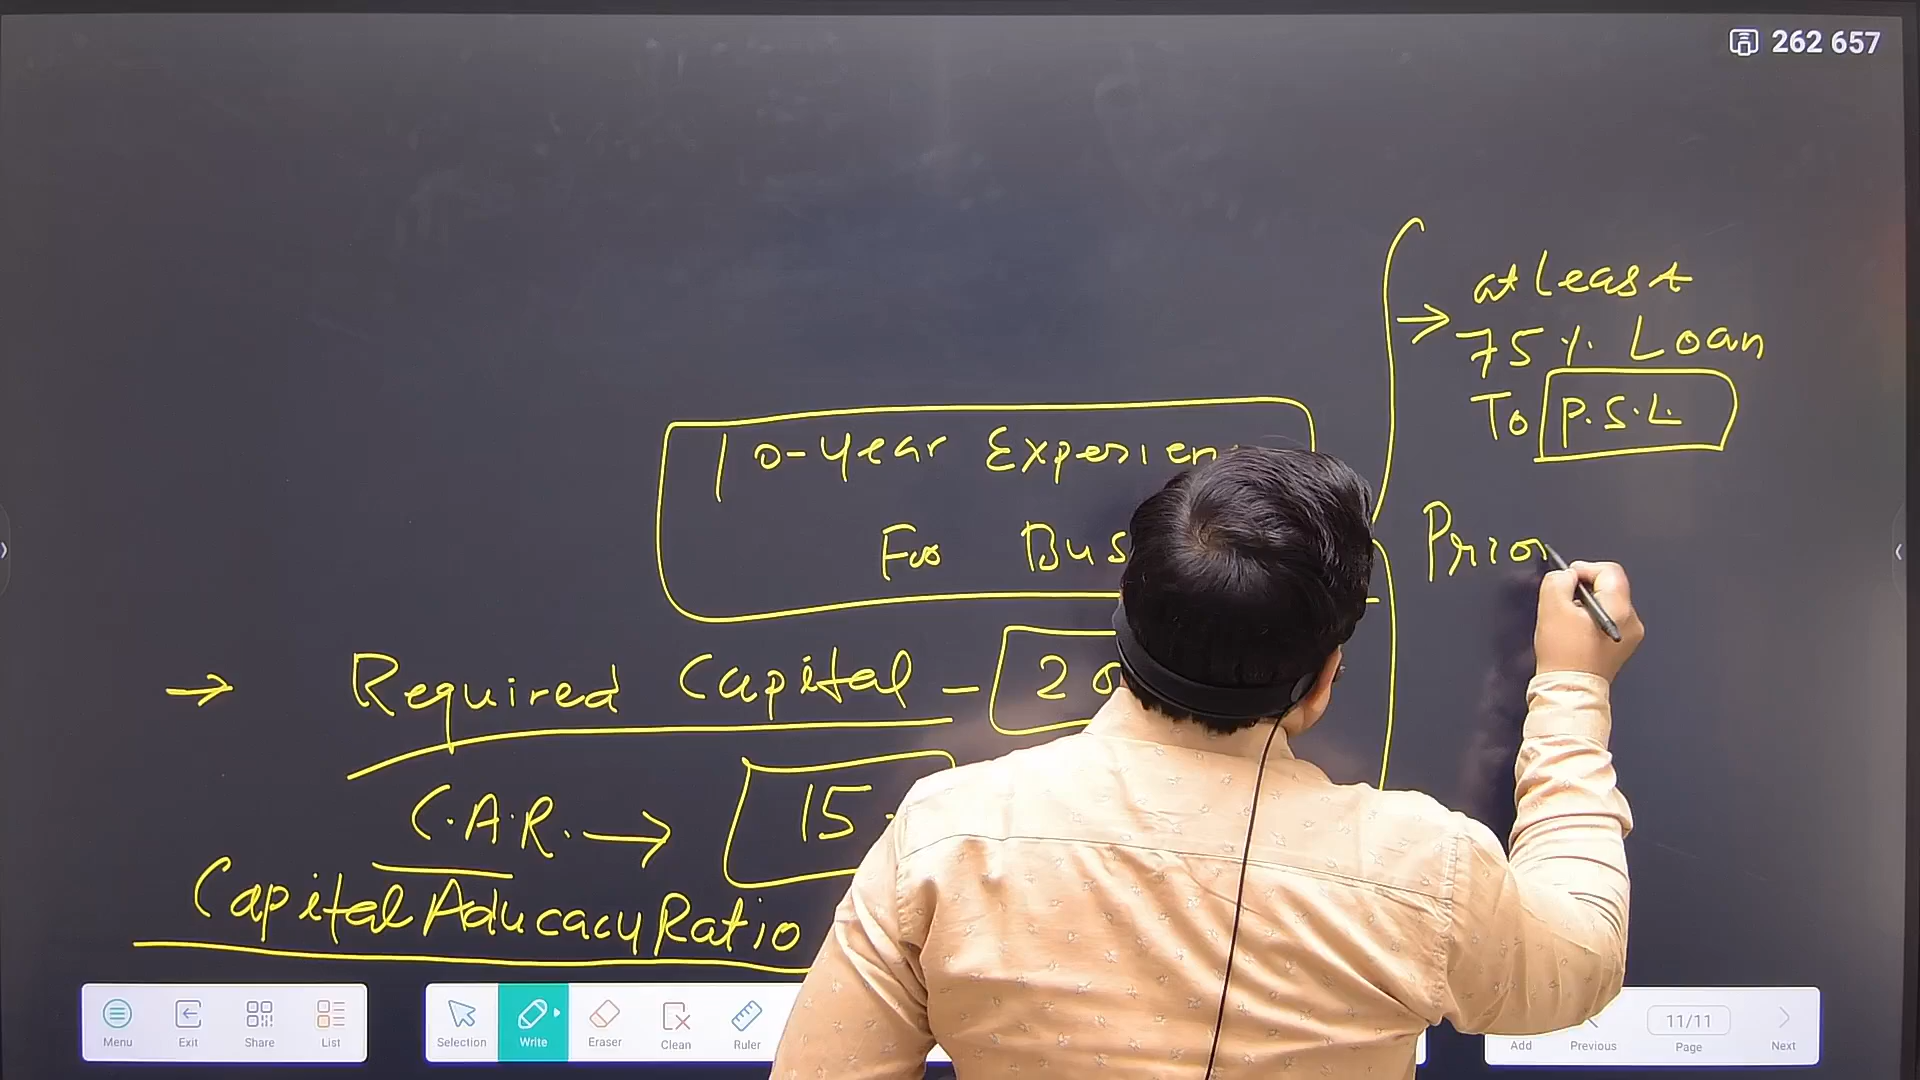 262 657
at least
75% Loan
To P.S.L.
10-year Experien
For Bus
Prior
→ Required Capital - 20
C.A.R. → 15
Capital Aducacy Ratio
Menu Exit Share List Selection Write Eraser Clean Ruler Add Previous 11/11 Page Next